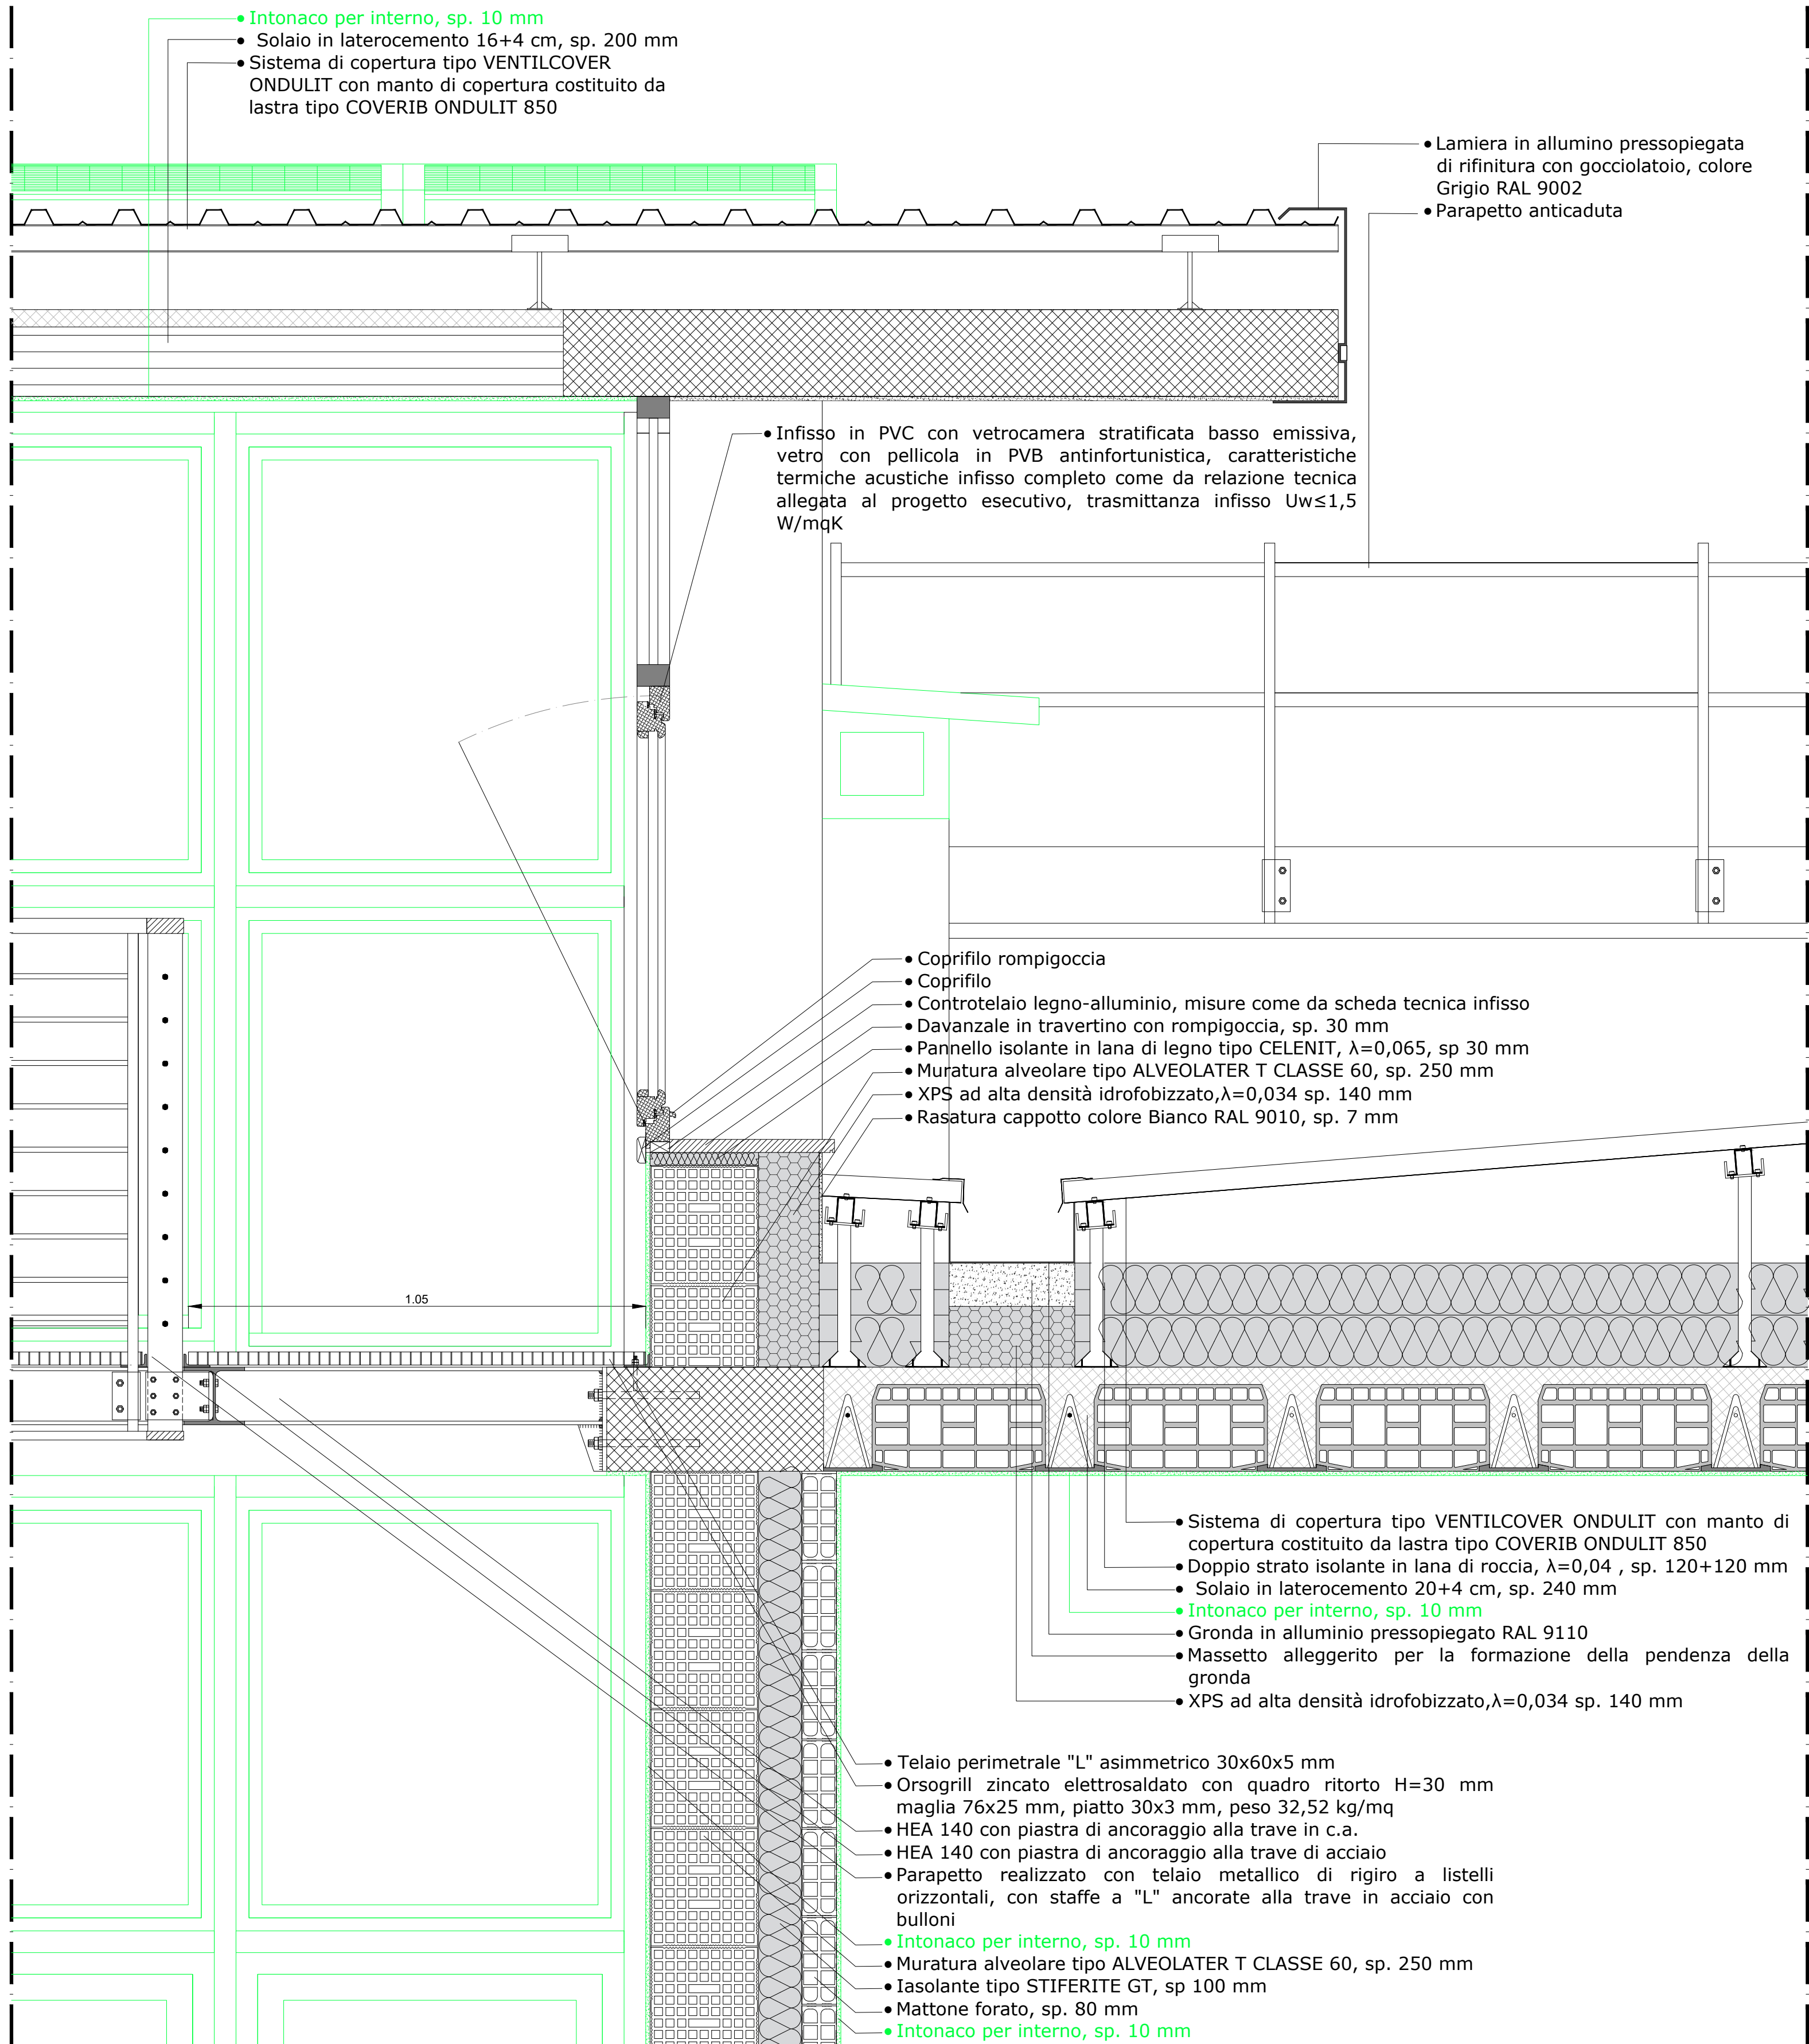 • Intonaco per interno, sp. 10 mm
• Solaio in laterocemento 16+4 cm, sp. 200 mm
• Sistema di copertura tipo VENTILCOVER
ONDULIT con manto di copertura costituito da
lastra tipo COVERIB ONDULIT 850
• Lamiera in allumino pressopiegata
di rifinitura con gocciolatoio, colore
Grigio RAL 9002
• Parapetto anticaduta
• Infisso in PVC con vetrocamera stratificata basso emissiva,
vetro con pellicola in PVB antinfortunistica, caratteristiche
termiche acustiche infisso completo come da relazione tecnica
allegata al progetto esecutivo, trasmittanza infisso Uw≤1,5
W/mqK
• Coprifilo rompigoccia
• Coprifilo
• Controtelaio legno-alluminio, misure come da scheda tecnica infisso
• Davanzale in travertino con rompigoccia, sp. 30 mm
• Pannello isolante in lana di legno tipo CELENIT, λ=0,065, sp 30 mm
• Muratura alveolare tipo ALVEOLATER T CLASSE 60, sp. 250 mm
• XPS ad alta densità idrofobizzato,λ=0,034 sp. 140 mm
• Rasatura cappotto colore Bianco RAL 9010, sp. 7 mm
1.05
• Sistema di copertura tipo VENTILCOVER ONDULIT con manto di
copertura costituito da lastra tipo COVERIB ONDULIT 850
• Doppio strato isolante in lana di roccia, λ=0,04 , sp. 120+120 mm
• Solaio in laterocemento 20+4 cm, sp. 240 mm
• Intonaco per interno, sp. 10 mm
• Gronda in alluminio pressopiegato RAL 9110
• Massetto alleggerito per la formazione della pendenza della
gronda
• XPS ad alta densità idrofobizzato,λ=0,034 sp. 140 mm
• Telaio perimetrale "L" asimmetrico 30x60x5 mm
• Orsogrill zincato elettrosaldato con quadro ritorto H=30 mm
maglia 76x25 mm, piatto 30x3 mm, peso 32,52 kg/mq
• HEA 140 con piastra di ancoraggio alla trave in c.a.
• HEA 140 con piastra di ancoraggio alla trave di acciaio
• Parapetto realizzato con telaio metallico di rigiro a listelli
orizzontali, con staffe a "L" ancorate alla trave in acciaio con
bulloni
• Intonaco per interno, sp. 10 mm
• Muratura alveolare tipo ALVEOLATER T CLASSE 60, sp. 250 mm
• Iasolante tipo STIFERITE GT, sp 100 mm
• Mattone forato, sp. 80 mm
• Intonaco per interno, sp. 10 mm